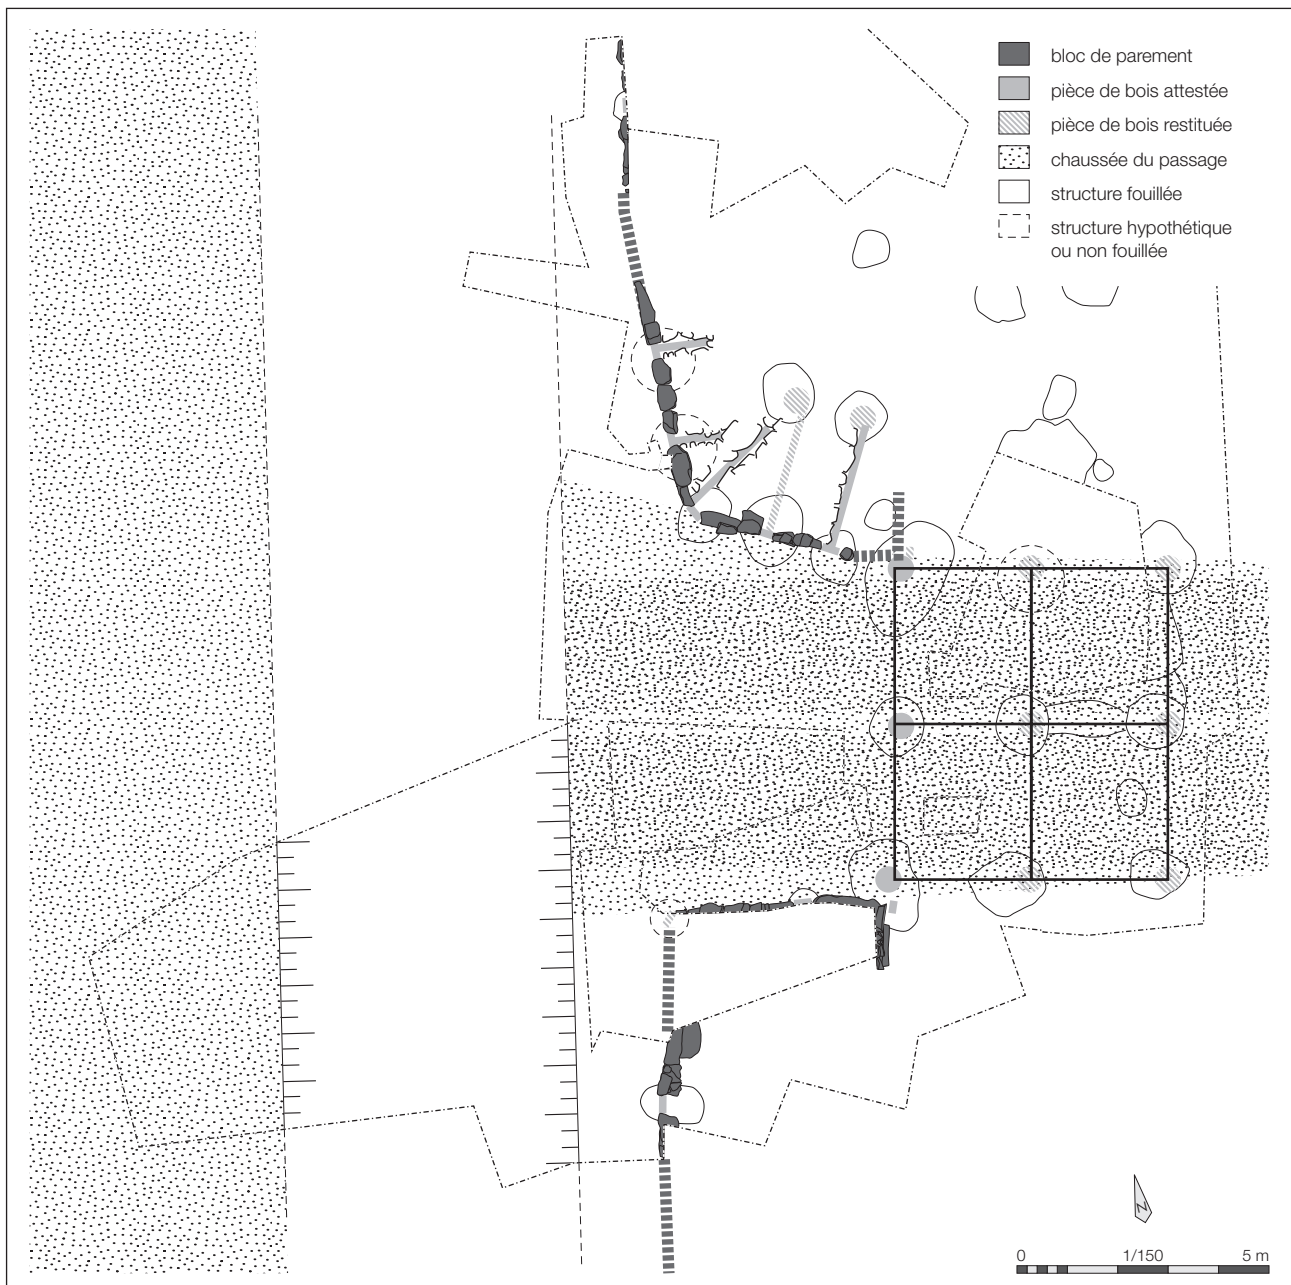 bloc de parement
pièce de bois attestée
pièce de bois restituée
chaussée du passage
structure fouillée
structure hypothétique
ou non fouillée
N
0 1/150 5 m